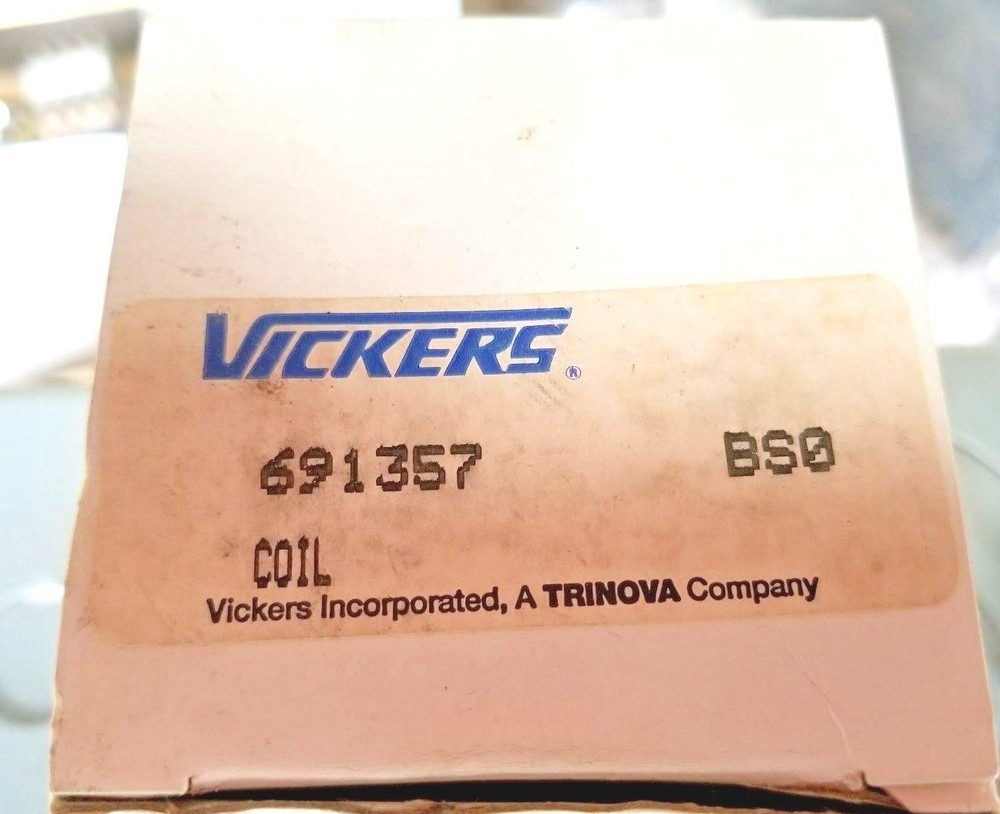 VICKERS®
691357 BS0
COIL
Vickers Incorporated, A TRINOVA Company